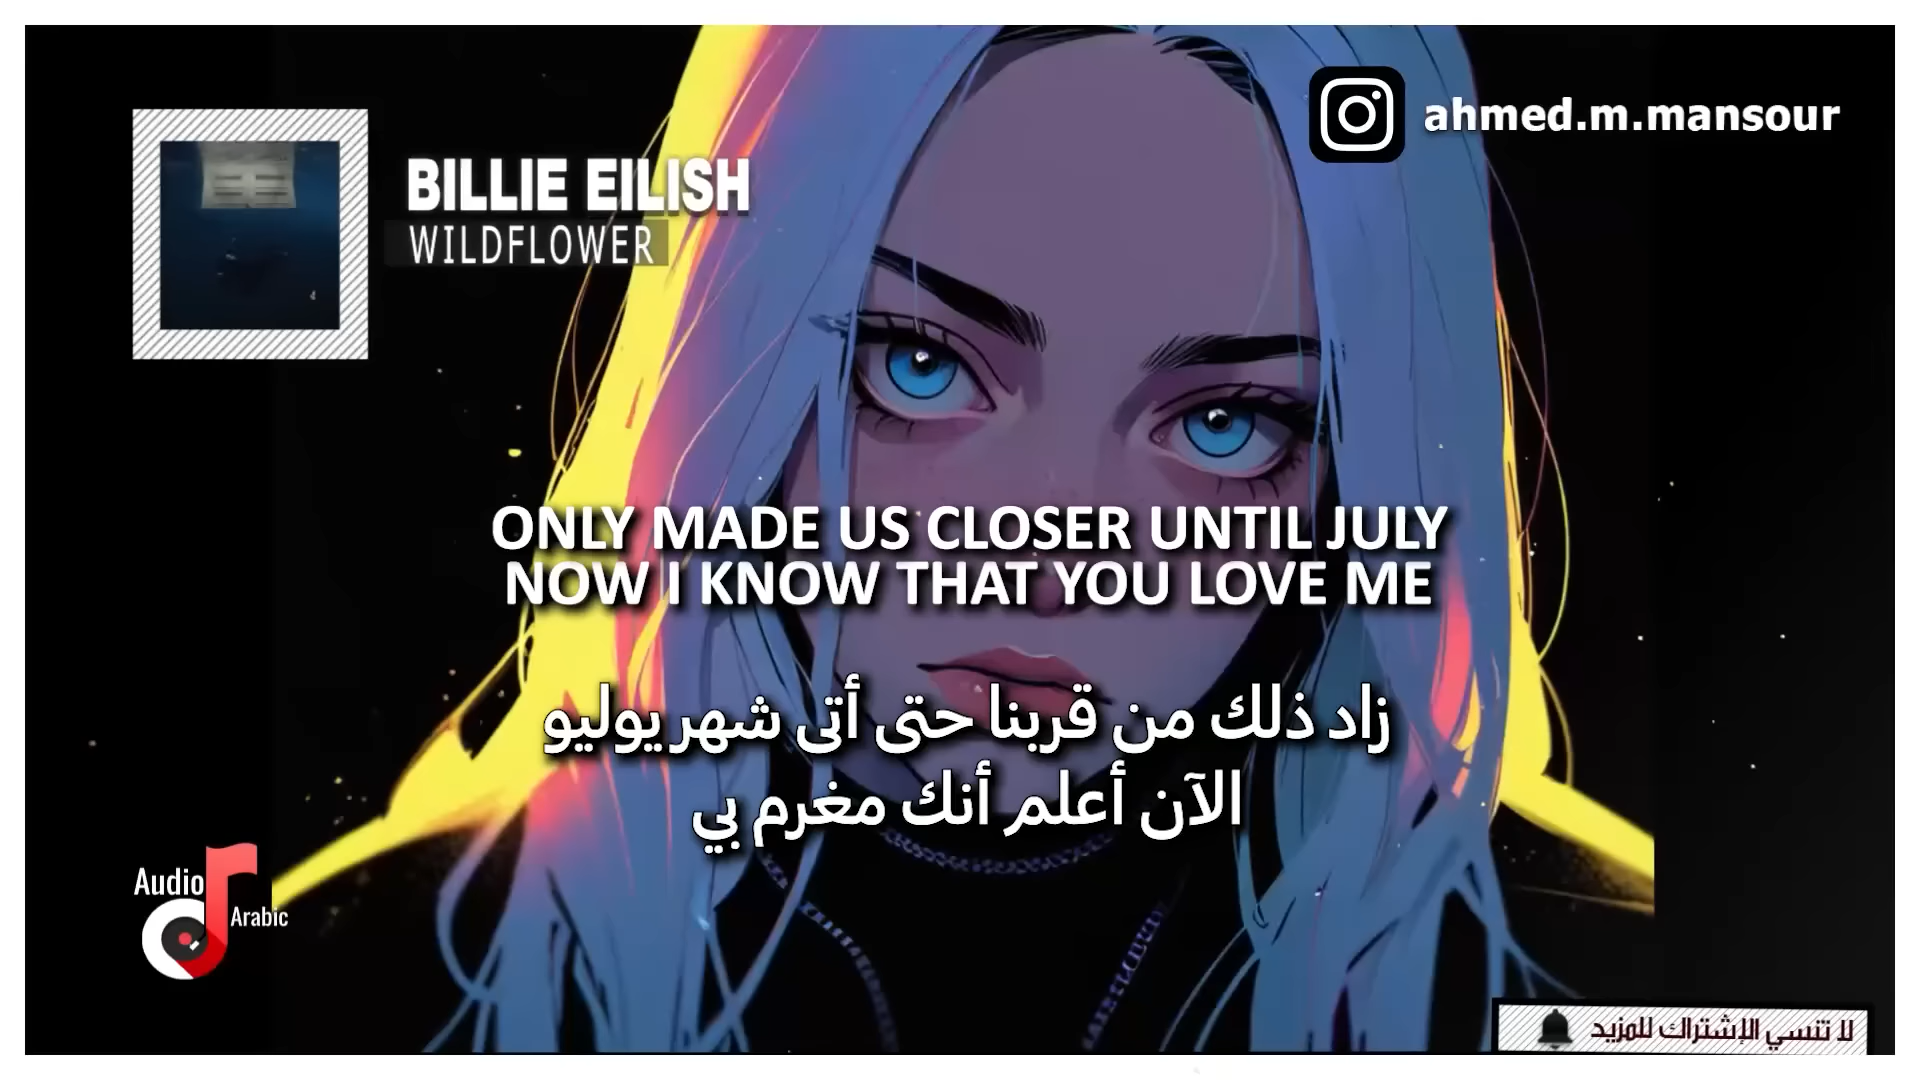 BILLIE EILISH
WILDFLOWER
ahmed.m.mansour
ONLY MADE US CLOSER UNTIL JULY
NOW I KNOW THAT YOU LOVE ME
زاد ذلك من قربنا حتى أتى شهر يوليو
الآن أعلم أنك مغرم بي
Audio
Arabic
لا تنسي الإشتراك للمزيد